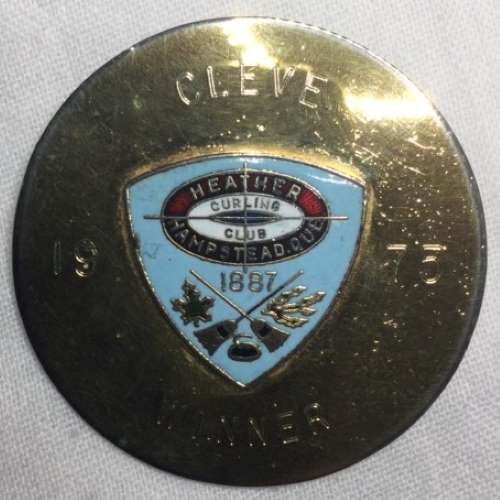 CLEVE
HEATHER
CURLING
CLUB
HAMPSTEAD.QUE
1887
19 75
WINNER